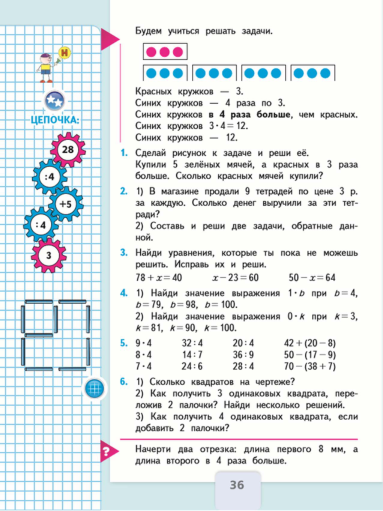 Будем учиться решать задачи.
Красных кружков — 3.
Синих кружков — 4 раза по 3.
Синих кружков в 4 раза больше, чем красных.
Синих кружков 3·4=12.
Синих кружков — 12.
И
ЦЕПОЧКА:
28
:4
+5
:4
3
1. Сделай рисунок к задаче и реши её.
Купили 5 зелёных мячей, а красных в 3 раза
больше. Сколько красных мячей купили?
2. 1) В магазине продали 9 тетрадей по цене 3 р.
за каждую. Сколько денег выручили за эти тет-
ради?
2) Составь и реши две задачи, обратные дан-
ной.
3. Найди уравнения, которые ты пока не можешь
решить. Исправь их и реши.
78+x=40 x−23=60 50−x=64
4. 1) Найди значение выражения 1·b при b=4,
b=79, b=98, b=100.
2) Найди значение выражения 0·k при k=3,
k=81, k=90, k=100.
5. 9·4 32:4 20:4 42+(20−8)
8·4 14:7 36:9 50−(17−9)
7·4 24:6 28:4 70−(38+7)
6. 1) Сколько квадратов на чертеже?
2) Как получить 3 одинаковых квадрата, пере-
ложив 2 палочки? Найди несколько решений.
3) Как получить 4 одинаковых квадрата, если
добавить 2 палочки?
?
Начерти два отрезка: длина первого 8 мм, а
длина второго в 4 раза больше.
36